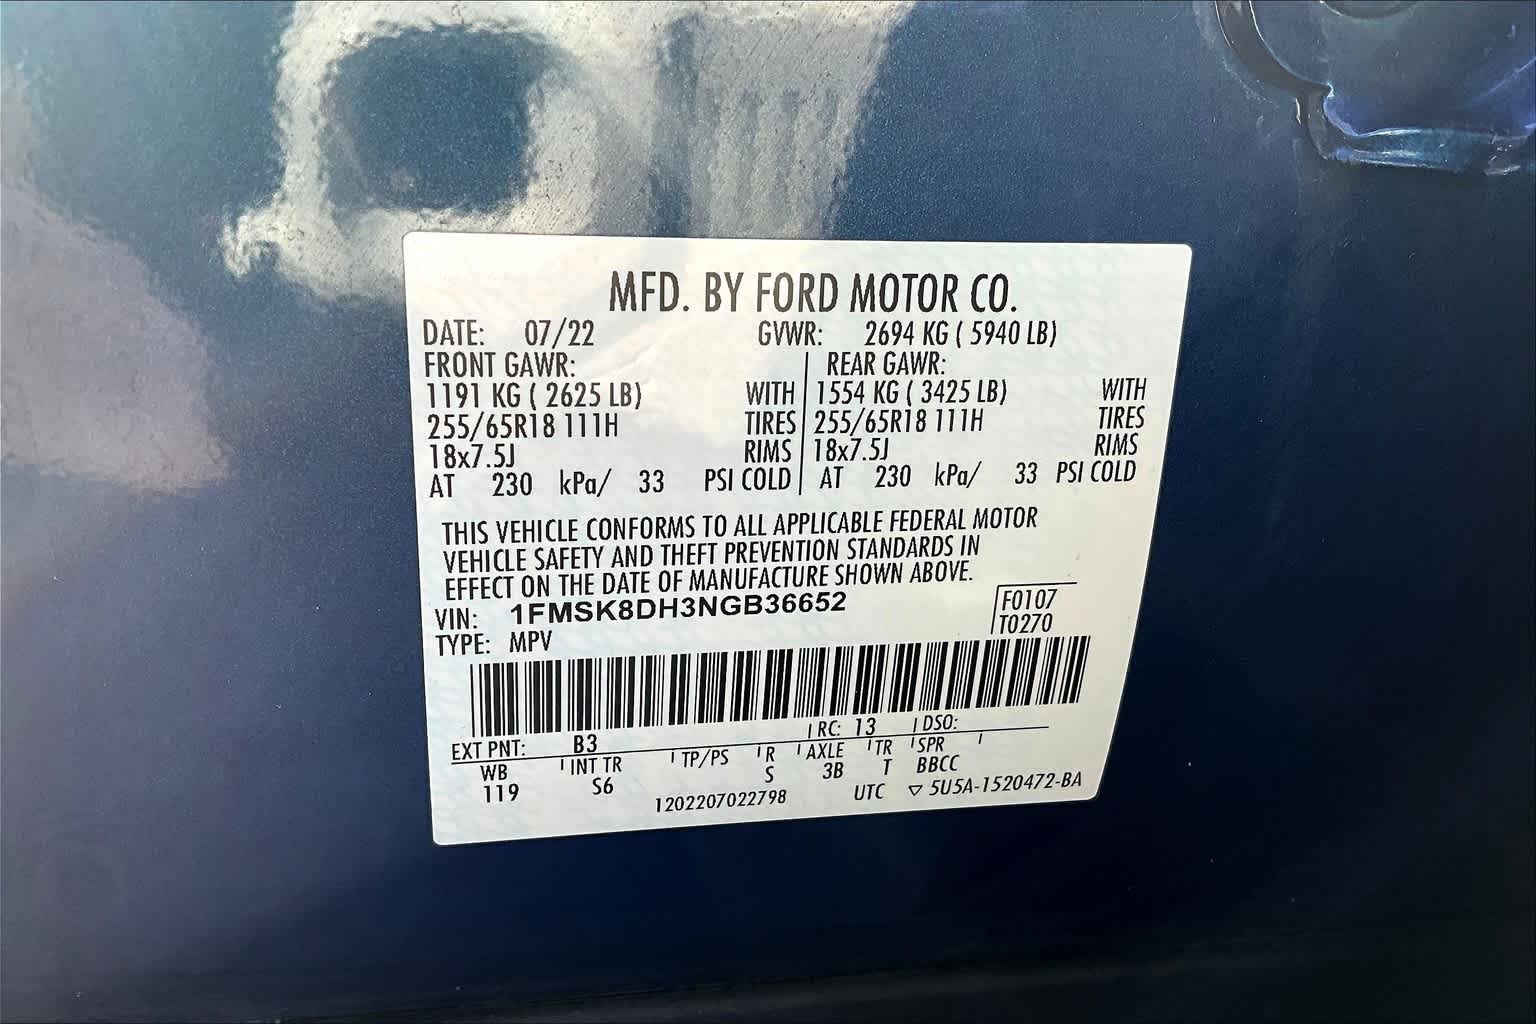 MFD. BY FORD MOTOR CO.
DATE: 07/22 GVWR: 2694 KG ( 5940 LB)
FRONT GAWR: REAR GAWR:
1191 KG ( 2625 LB) WITH 1554 KG ( 3425 LB) WITH
255/65R18 111H TIRES 255/65R18 111H TIRES
18x7.5J RIMS 18x7.5J RIMS
AT 230 kPa/ 33 PSI COLD AT 230 kPa/ 33 PSI COLD
THIS VEHICLE CONFORMS TO ALL APPLICABLE FEDERAL MOTOR
VEHICLE SAFETY AND THEFT PREVENTION STANDARDS IN
EFFECT ON THE DATE OF MANUFACTURE SHOWN ABOVE.
VIN: 1FMSK8DH3NGB36652 F0107
TYPE: MPV T0270
EXT PNT: B3 RC: 13 DSO:
WB INT TR TP/PS R AXLE TR SPR
119 S6 S 3B T BBCC
1202207022798 UTC ▽ 5U5A-1520472-BA